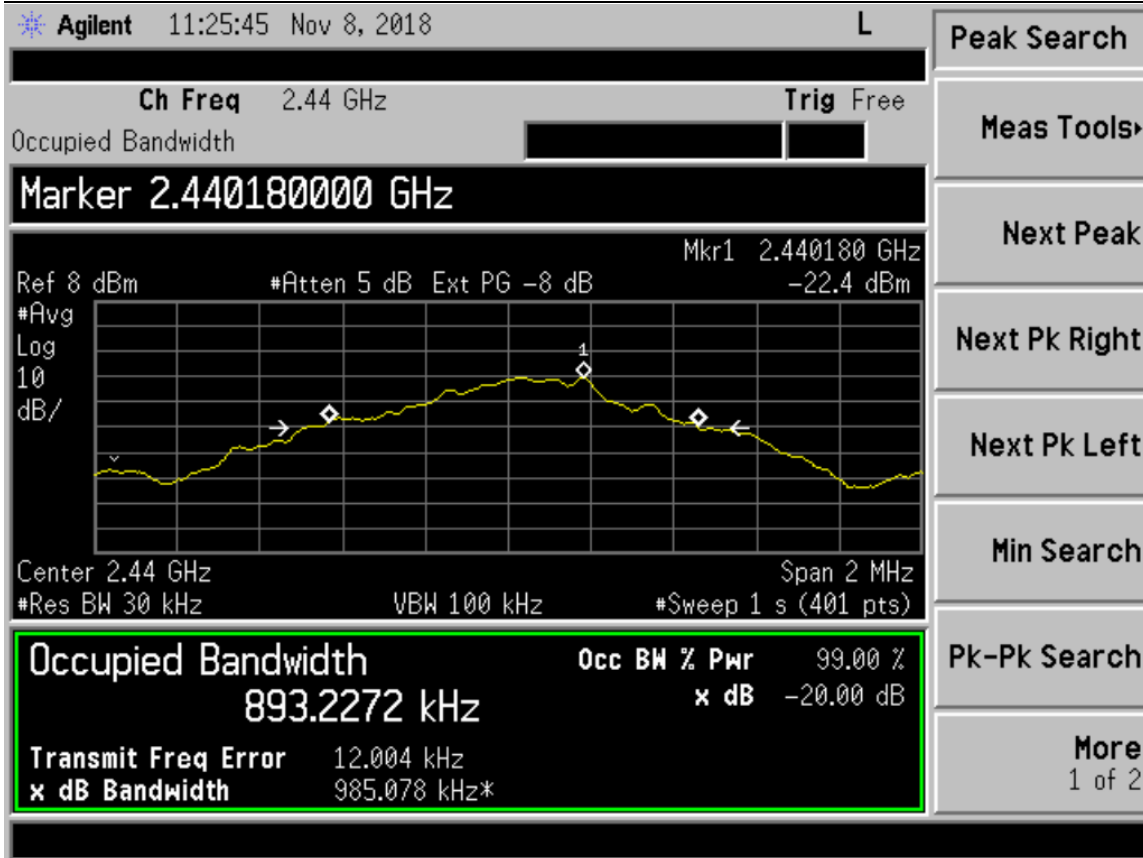 Agilent 11:25:45 Nov 8, 2018 L
Peak Search
Ch Freq 2.44 GHz Trig Free
Occupied Bandwidth
Meas Tools
Marker 2.440180000 GHz
Next Peak
Mkr1 2.440180 GHz
Ref 8 dBm #Atten 5 dB Ext PG -8 dB -22.4 dBm
#Avg
Log
10
dB/
1
Next Pk Right
Next Pk Left
Center 2.44 GHz Span 2 MHz
#Res BW 30 kHz VBW 100 kHz #Sweep 1 s (401 pts)
Min Search
Occupied Bandwidth Occ BW % Pwr 99.00 %
893.2272 kHz x dB -20.00 dB
Pk-Pk Search
Transmit Freq Error 12.004 kHz
x dB Bandwidth 985.078 kHz*
More
1 of 2